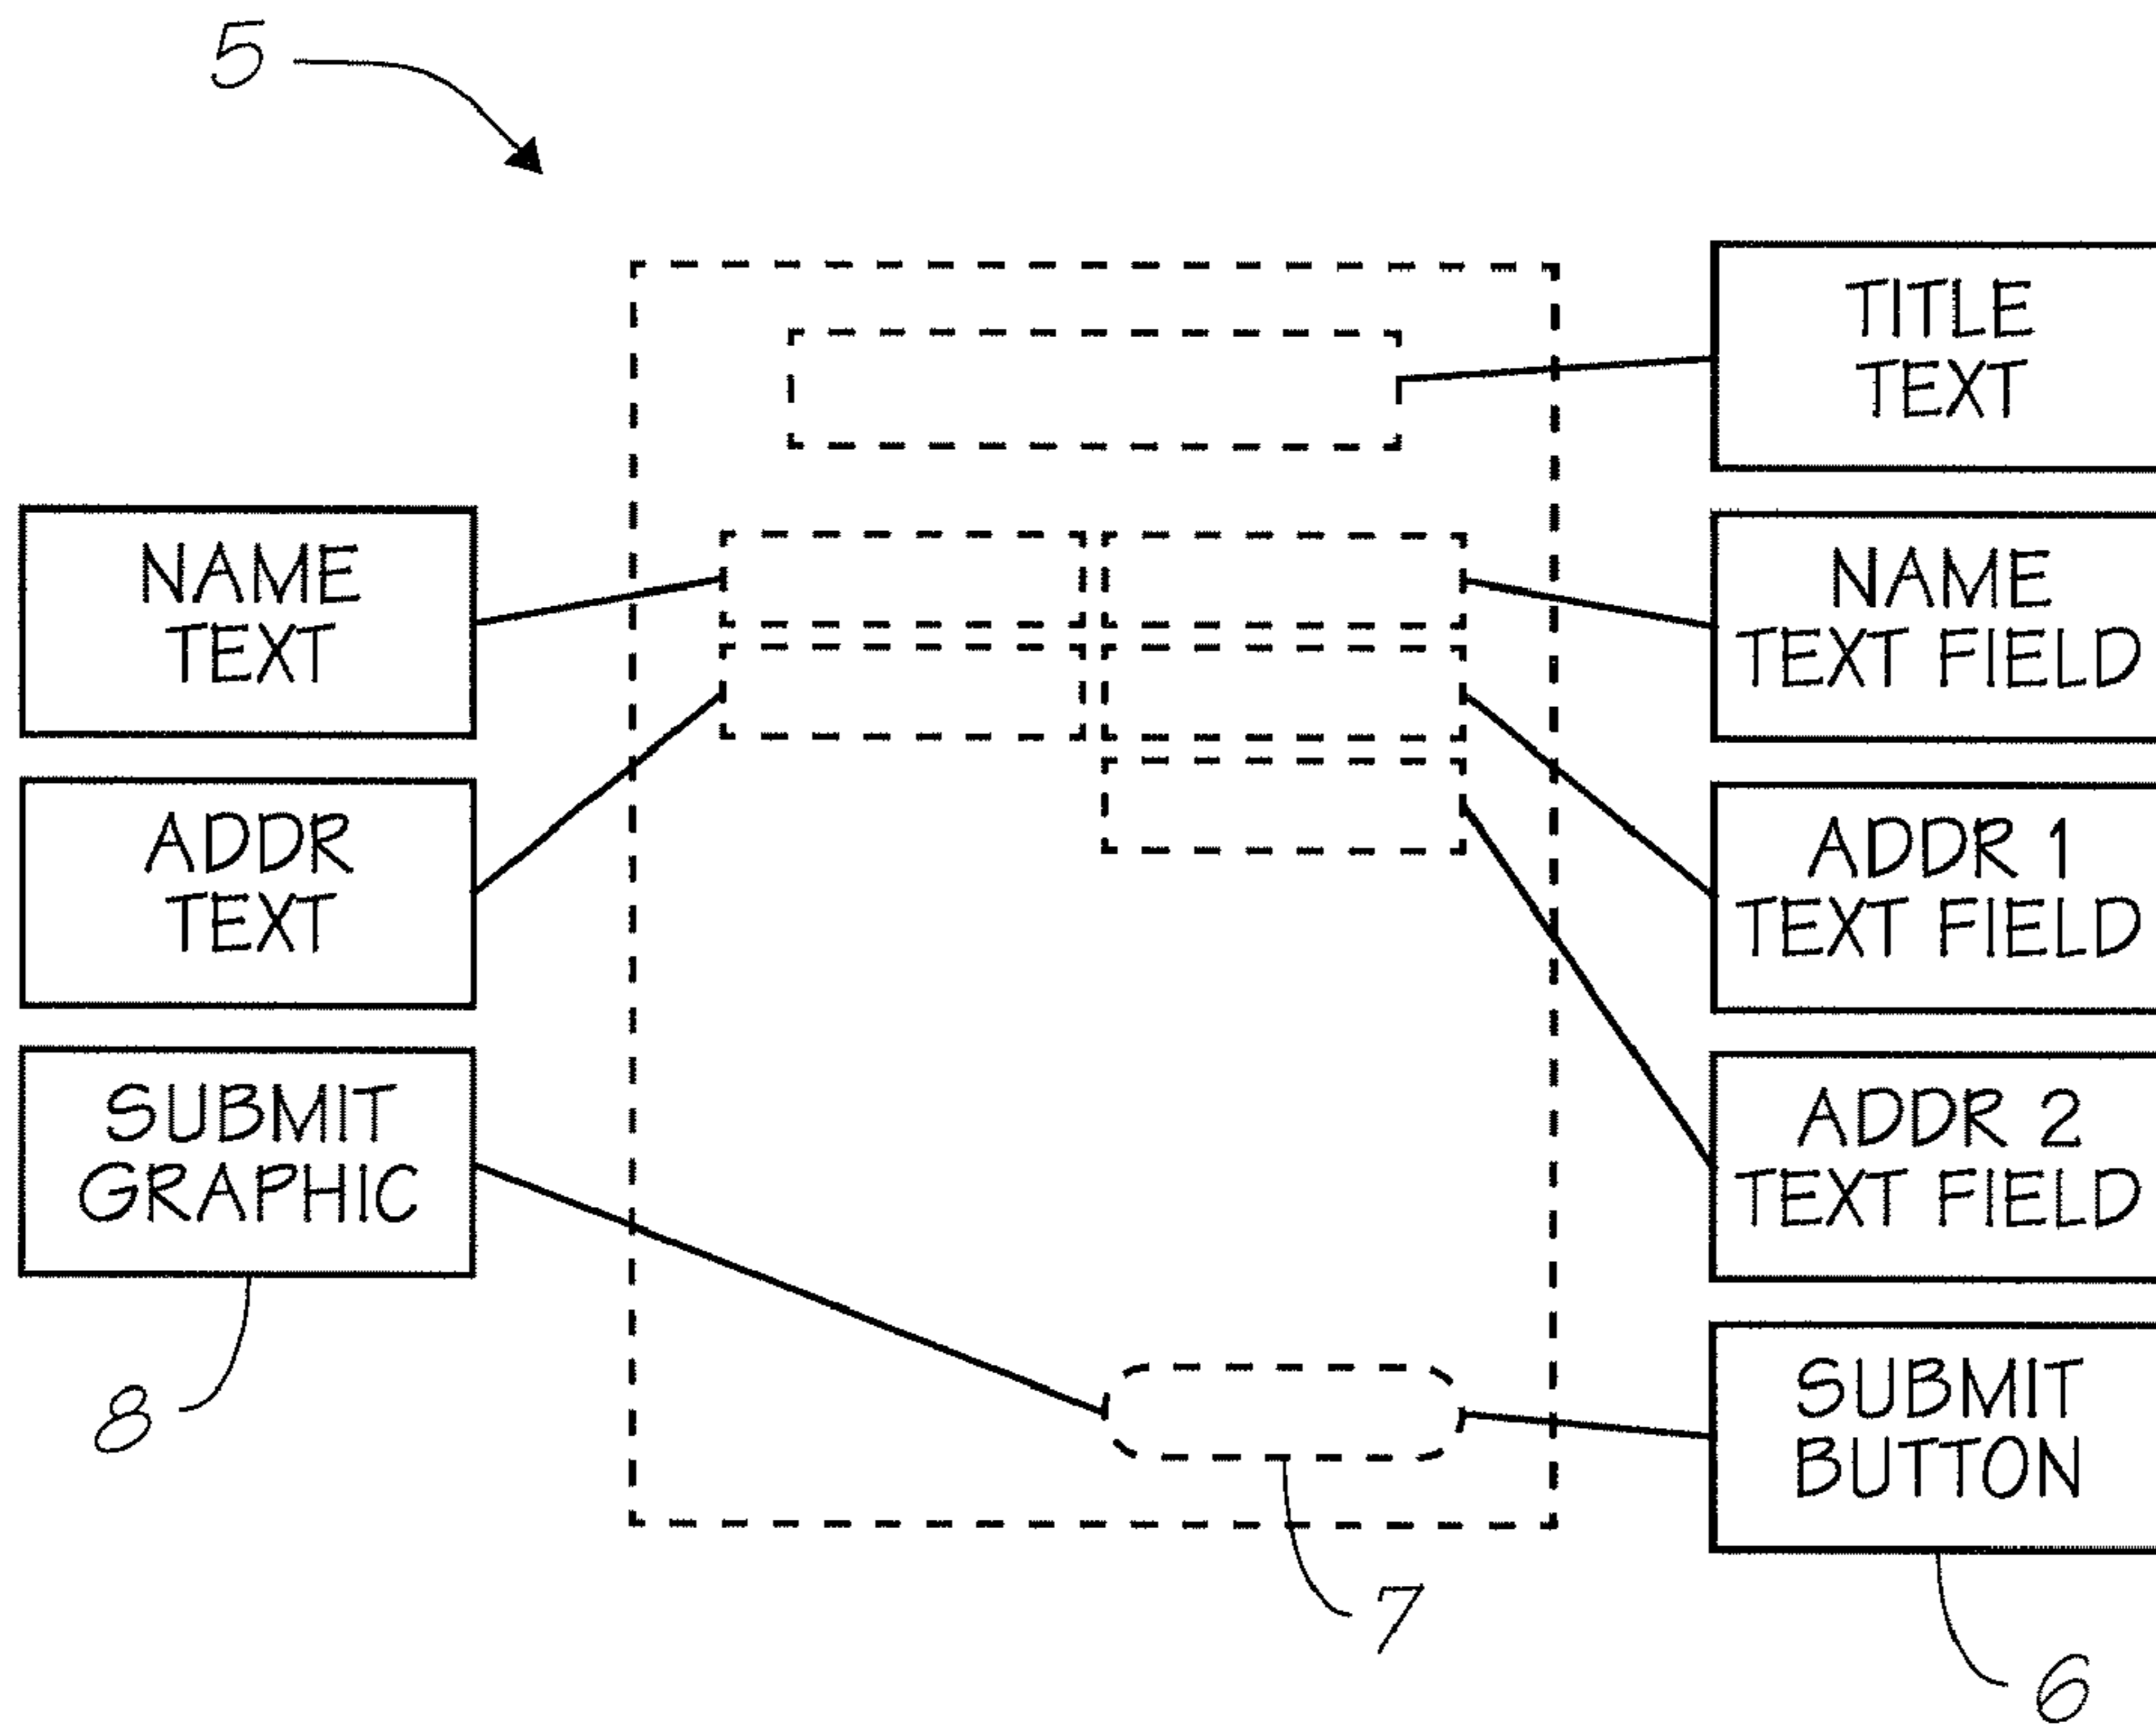 5
TITLE
TEXT
NAME
TEXT
NAME
TEXT FIELD
ADDR
TEXT
ADDR 1
TEXT FIELD
SUBMIT
GRAPHIC
ADDR 2
TEXT FIELD
SUBMIT
BUTTON
8
7
6